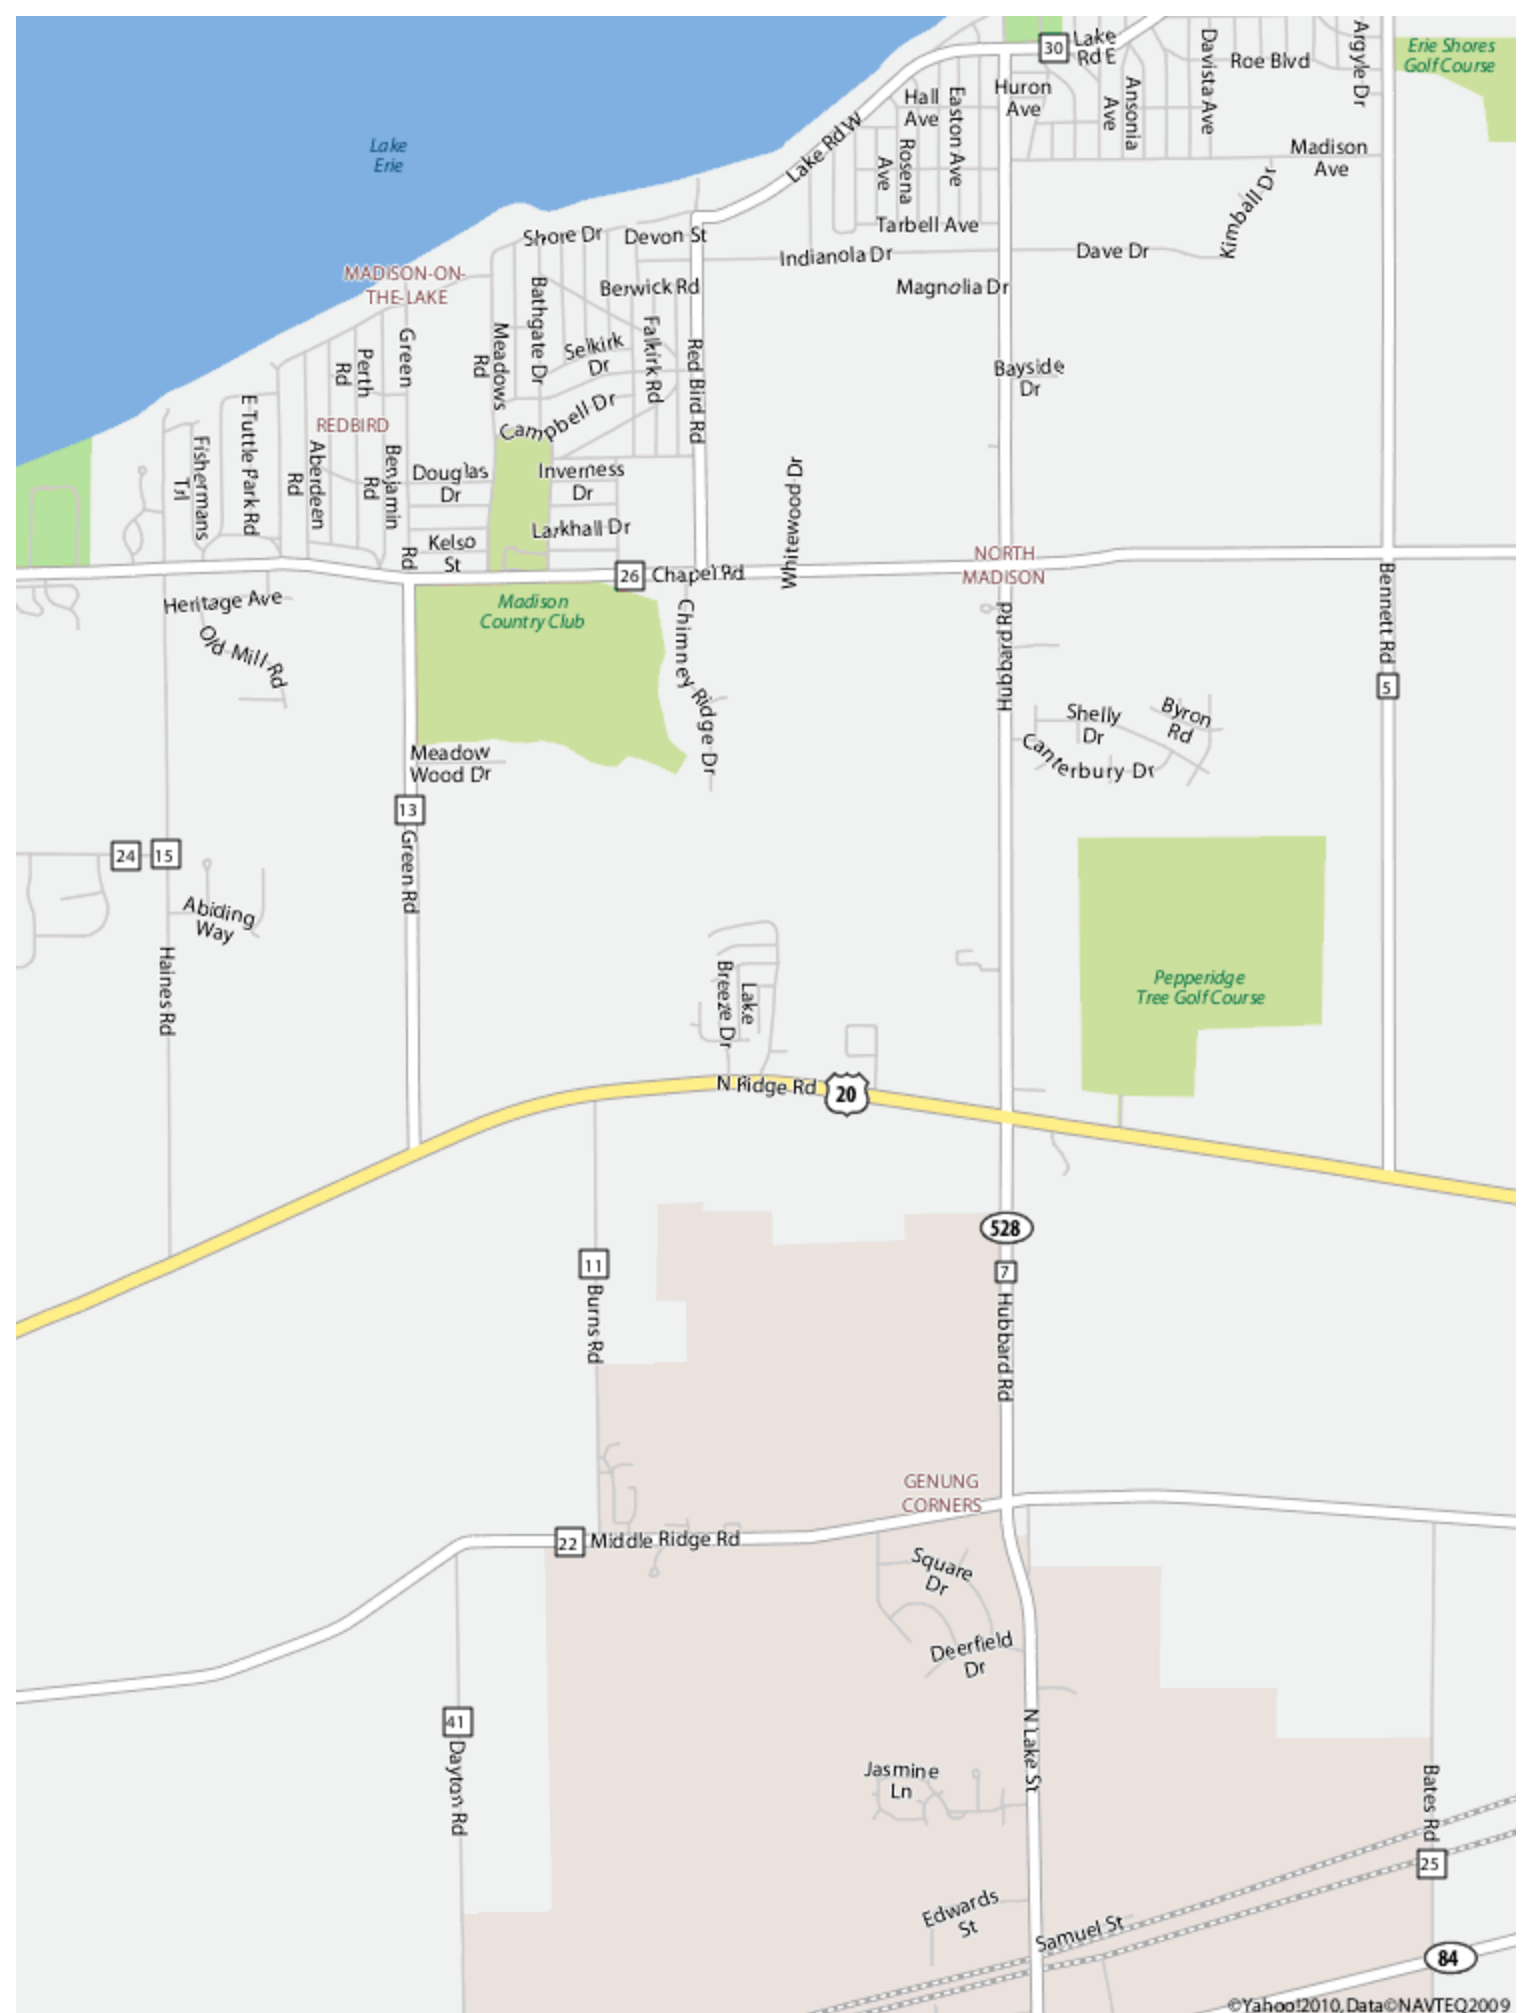 30
Lake
Rd E
Davista Ave
Roe Blvd
Argyle Dr
Erie Shores
Golf Course
Hall
Ave
Easton Ave
Huron
Ave
Ave
Ansonia
Lake
Erie
Lake Rd W
Ave
Rosena
Madison
Ave
Kimball Dr
Tarbell Ave
Shore Dr
Devon St
Indianola Dr
Dave Dr
MADISON-ON-
THE-LAKE
Bathgate Dr
Berwick Rd
Magnolia Dr
Green
Rd
Perth
Rd
Meadows
Rd
Selkirk
Dr
Falkirk Rd
Red Bird Rd
Bayside
Dr
E Tuttle Park Rd
REDBIRD
Campbell Dr
Fishermans
Trl
Aberdeen
Rd
Benjamin
Rd
Douglas
Dr
Inverness
Dr
Whitewood Dr
Larkhall Dr
Kelso
St
26
Chapel Rd
NORTH
MADISON
Bennett Rd
Heritage Ave
Old Mill Rd
Madison
Country Club
Chimney Ridge Dr
Hubbard Rd
5
Shelly
Dr
Byron
Rd
Canterbury Dr
Meadow
Wood Dr
13
Green Rd
24
15
Abiding
Way
Haines Rd
Breeze Dr
Lake
Pepperidge
Tree Golf Course
N Ridge Rd
20
528
7
11
Burns Rd
Hubbard Rd
GENUNG
CORNERS
22
Middle Ridge Rd
Square
Dr
Deerfield
Dr
41
Dayton Rd
N Lake St
Jasmine
Ln
Bates Rd
25
Edwards
St
Samuel St
84
©Yahoo!2010,Data©NAVTEQ2009